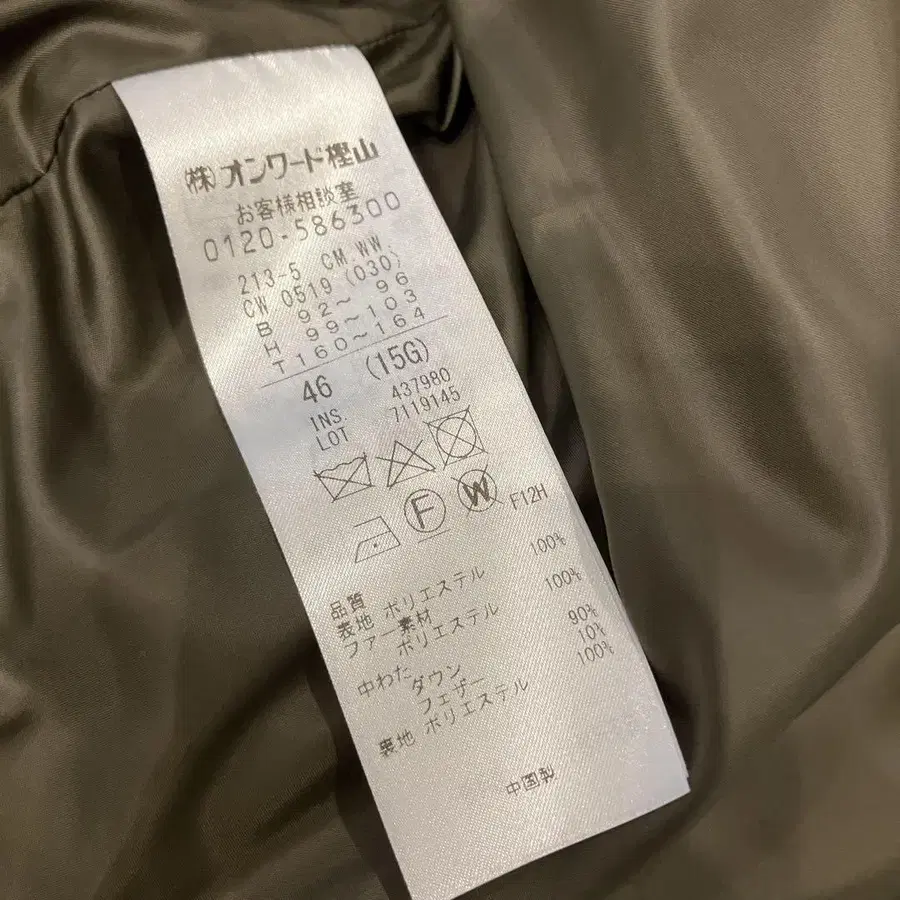 ㈱オンワード樫山
お客様相談室
0120-586300
213-5 CM.WW.
CW 0519 (030)
B 92～ 96
H 99～103
T160～164
46 (15G)
INS. 437980
LOT 7119145
F W F12H
品質
表地 ポリエステル 100%
ファー素材
ポリエステル 100%
中わた ダウン 90%
フェザー 10%
裏地 ポリエステル 100%
中国製